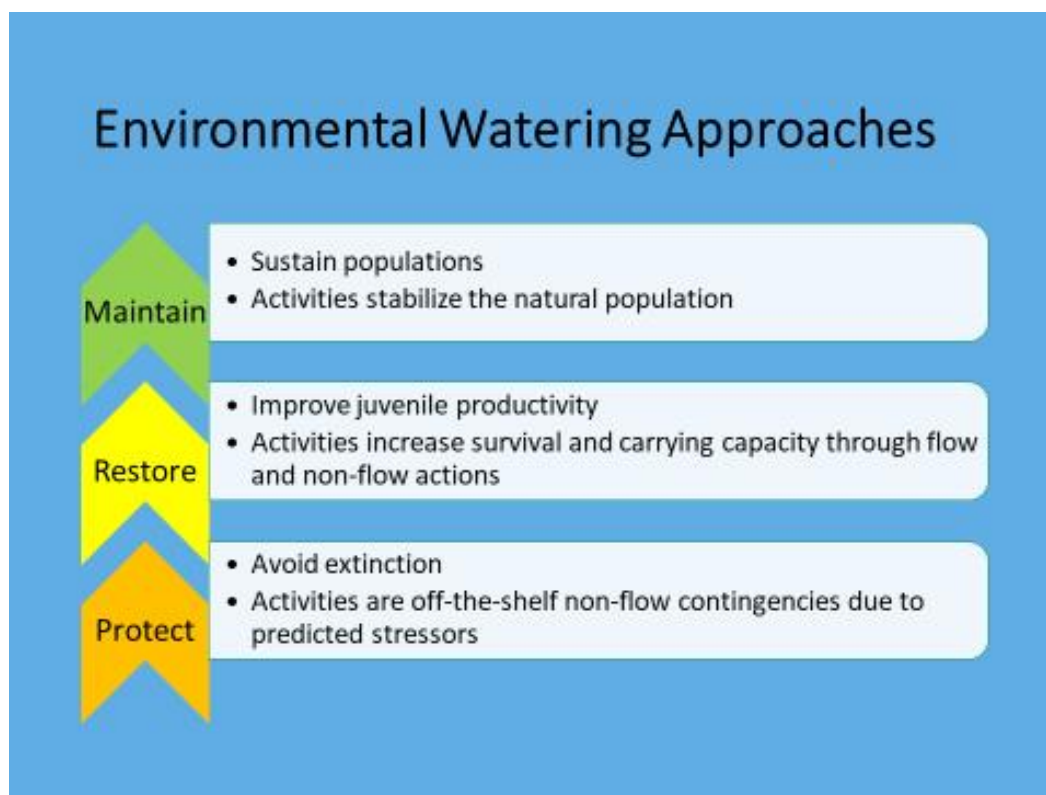 Environmental Watering Approaches
Maintain
• Sustain populations
• Activities stabilize the natural population
Restore
• Improve juvenile productivity
• Activities increase survival and carrying capacity through flow
and non-flow actions
Protect
• Avoid extinction
• Activities are off-the-shelf non-flow contingencies due to
predicted stressors